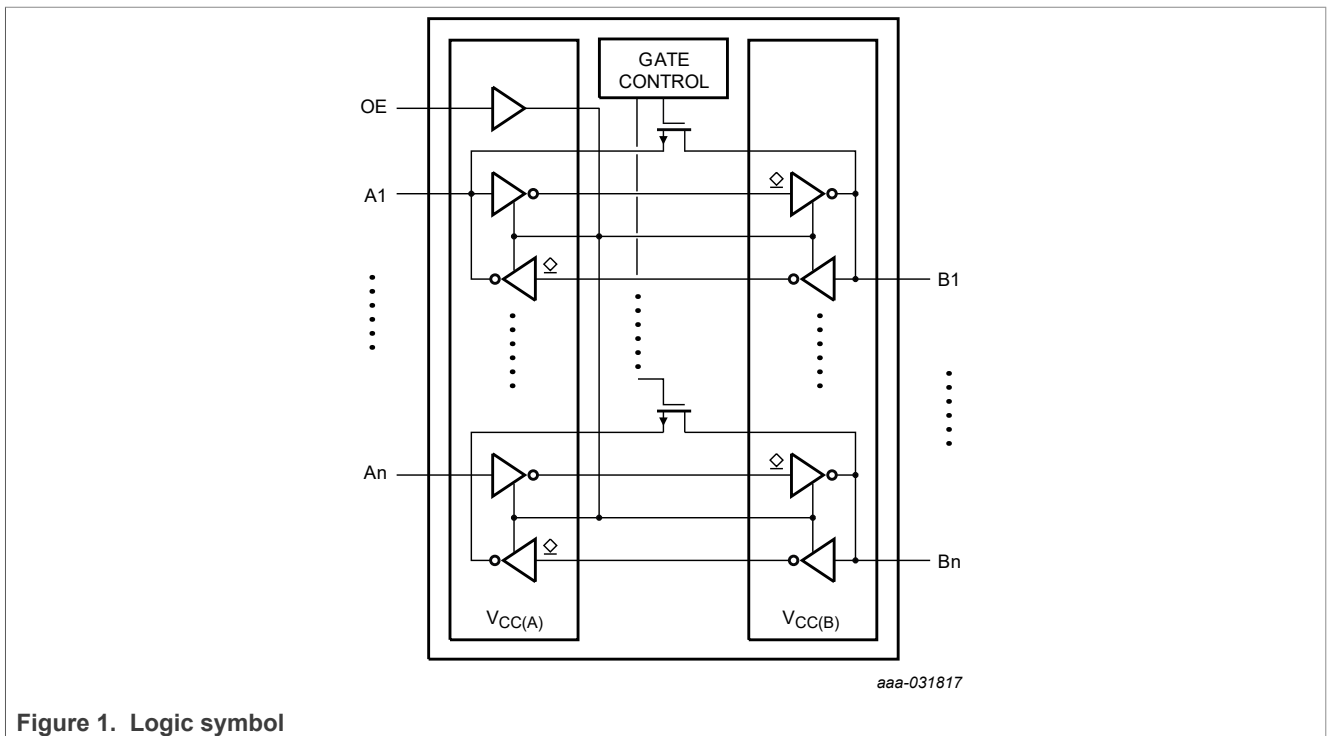 GATE
CONTROL
OE
A1
B1
An
Bn
VCC(A)
VCC(B)
aaa-031817
Figure 1. Logic symbol